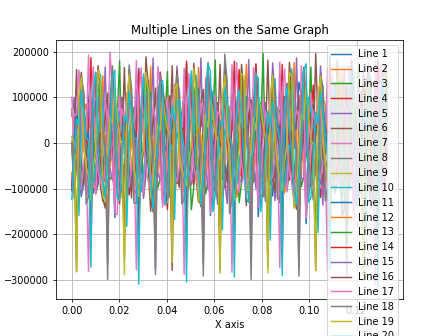 Multiple Lines on the Same Graph
200000
100000
0
−100000
−200000
−300000
0.00
0.02
0.04
0.06
0.08
0.10
X axis
Line 1
Line 2
Line 3
Line 4
Line 5
Line 6
Line 7
Line 8
Line 9
Line 10
Line 11
Line 12
Line 13
Line 14
Line 15
Line 16
Line 17
Line 18
Line 19
Line 20